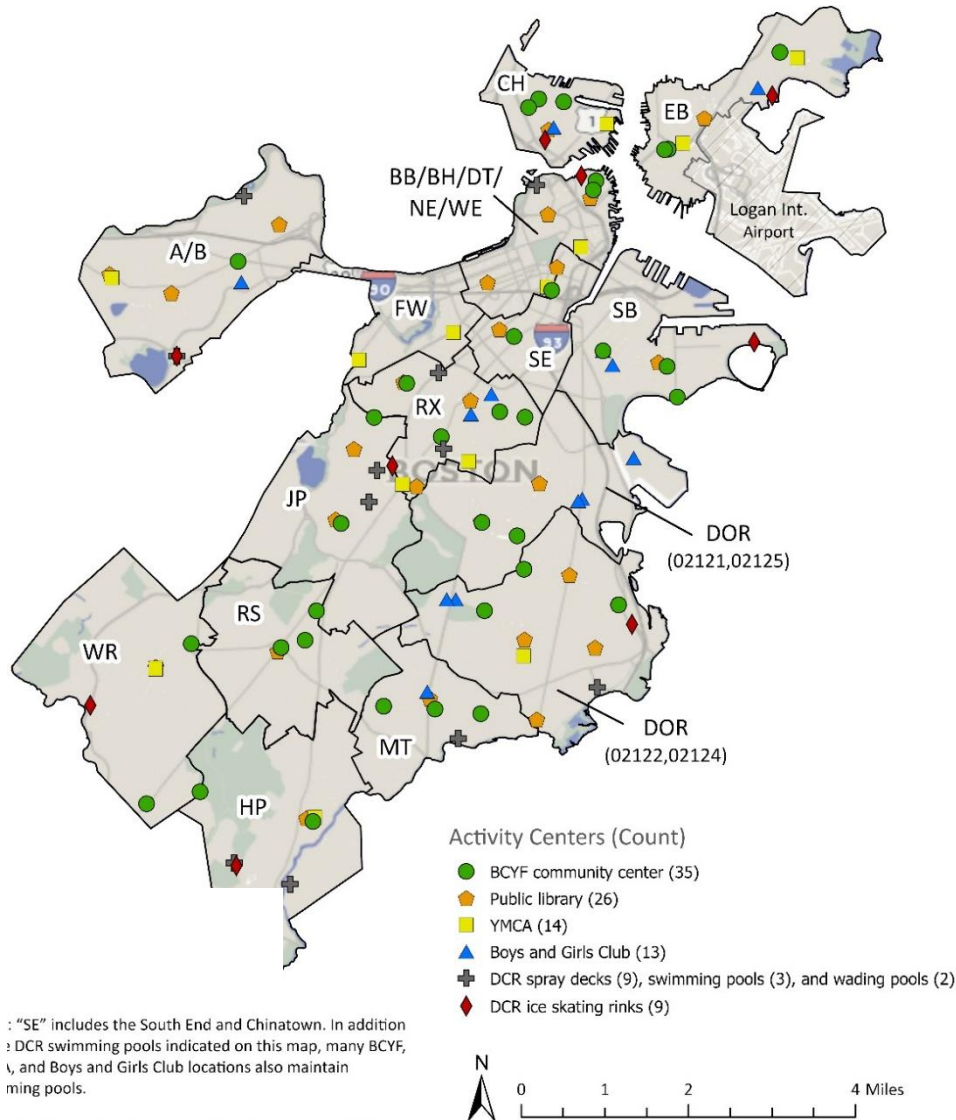 CH
1
EB
BB/BH/DT/
NE/WE
Logan Int.
Airport
A/B
90
FW
SB
93
SE
RX
BOSTON
JP
DOR
(02121,02125)
RS
WR
DOR
(02122,02124)
MT
HP
Activity Centers (Count)
BCYF community center (35)
Public library (26)
YMCA (14)
Boys and Girls Club (13)
DCR spray decks (9), swimming pools (3), and wading pools (2)
DCR ice skating rinks (9)
: "SE" includes the South End and Chinatown. In addition
DCR swimming pools indicated on this map, many BCYF,
and Boys and Girls Club locations also maintain
ming pools.
N
0 1 2 4 Miles